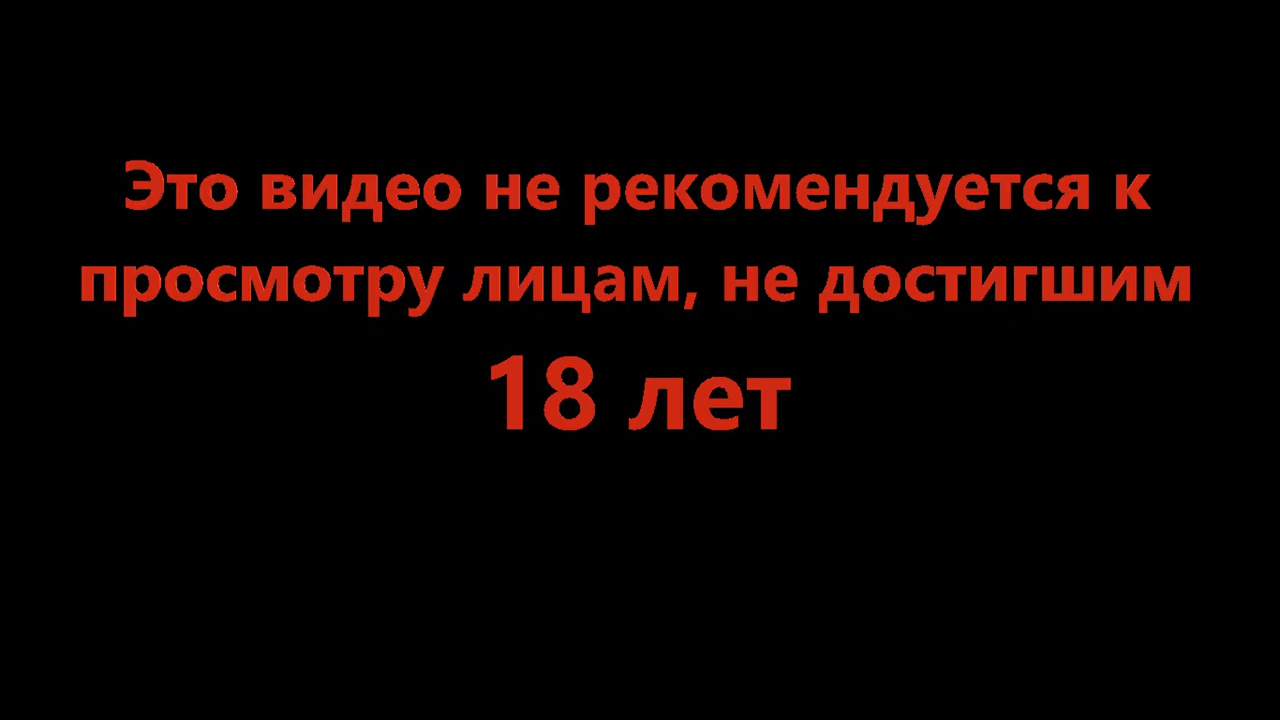 Это видео не рекомендуется к
просмотру лицам, не достигшим
18 лет